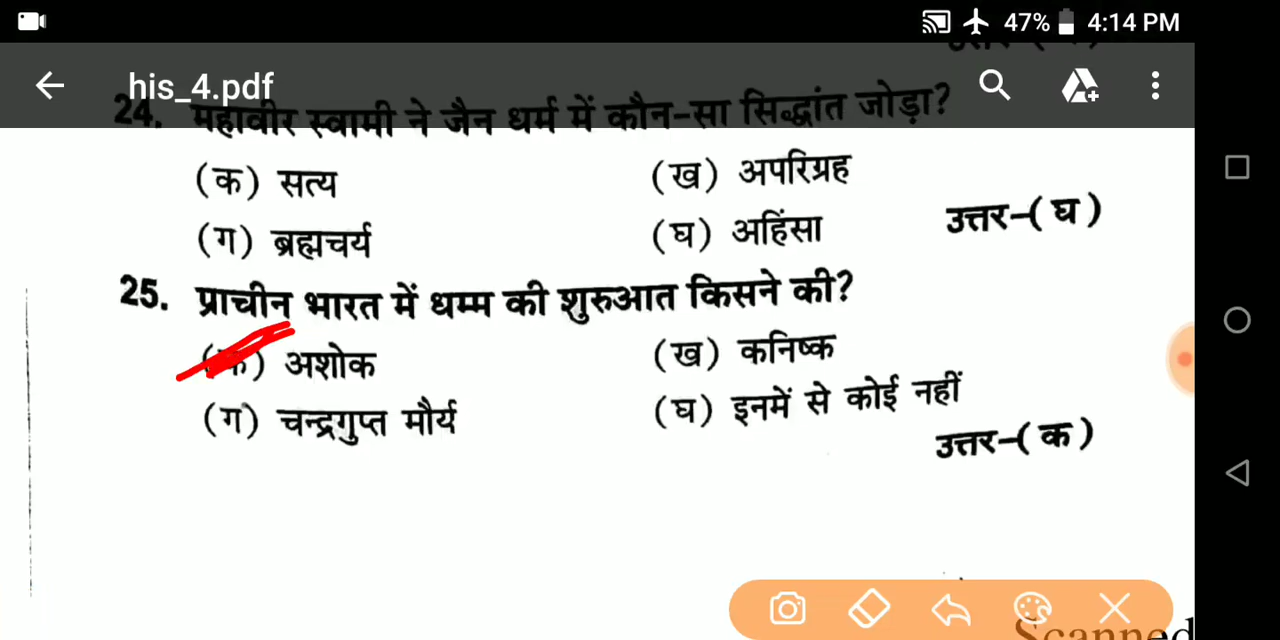 47% 4:14 PM
his_4.pdf
24. महावीर स्वामी ने जैन धर्म में कौन-सा सिद्धांत जोड़ा?
(क) सत्य (ख) अपरिग्रह
(ग) ब्रह्मचर्य (घ) अहिंसा उत्तर-(घ)
25. प्राचीन भारत में धम्म की शुरुआत किसने की?
(क) अशोक (ख) कनिष्क
(ग) चन्द्रगुप्त मौर्य (घ) इनमें से कोई नहीं
उत्तर-(क)
Scanned